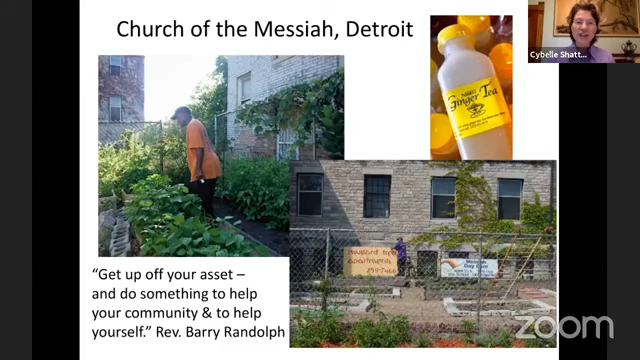 Church of the Messiah, Detroit
Cybelle Shatt...
Ginger Tea
"Get up off your asset –
and do something to help
your community & to help
yourself." Rev. Barry Randolph
zoom